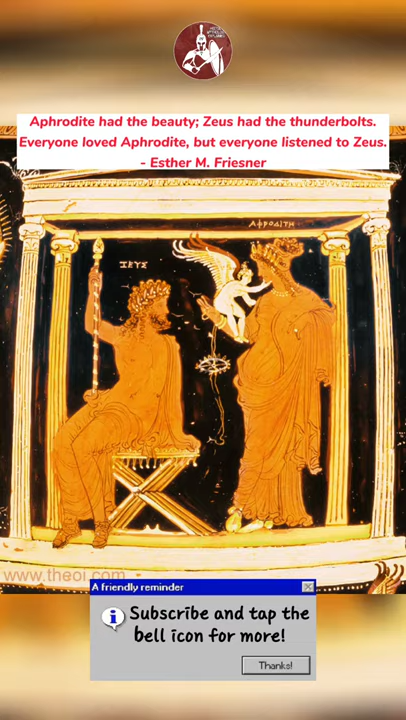 Aphrodite had the beauty; Zeus had the thunderbolts.
Everyone loved Aphrodite, but everyone listened to Zeus.
- Esther M. Friesner
ΑΦΡΟΔΙΤΗ
ΙΕΥΣ
www.theoi.com
A friendly reminder
Subscribe and tap the
bell icon for more!
Thanks!